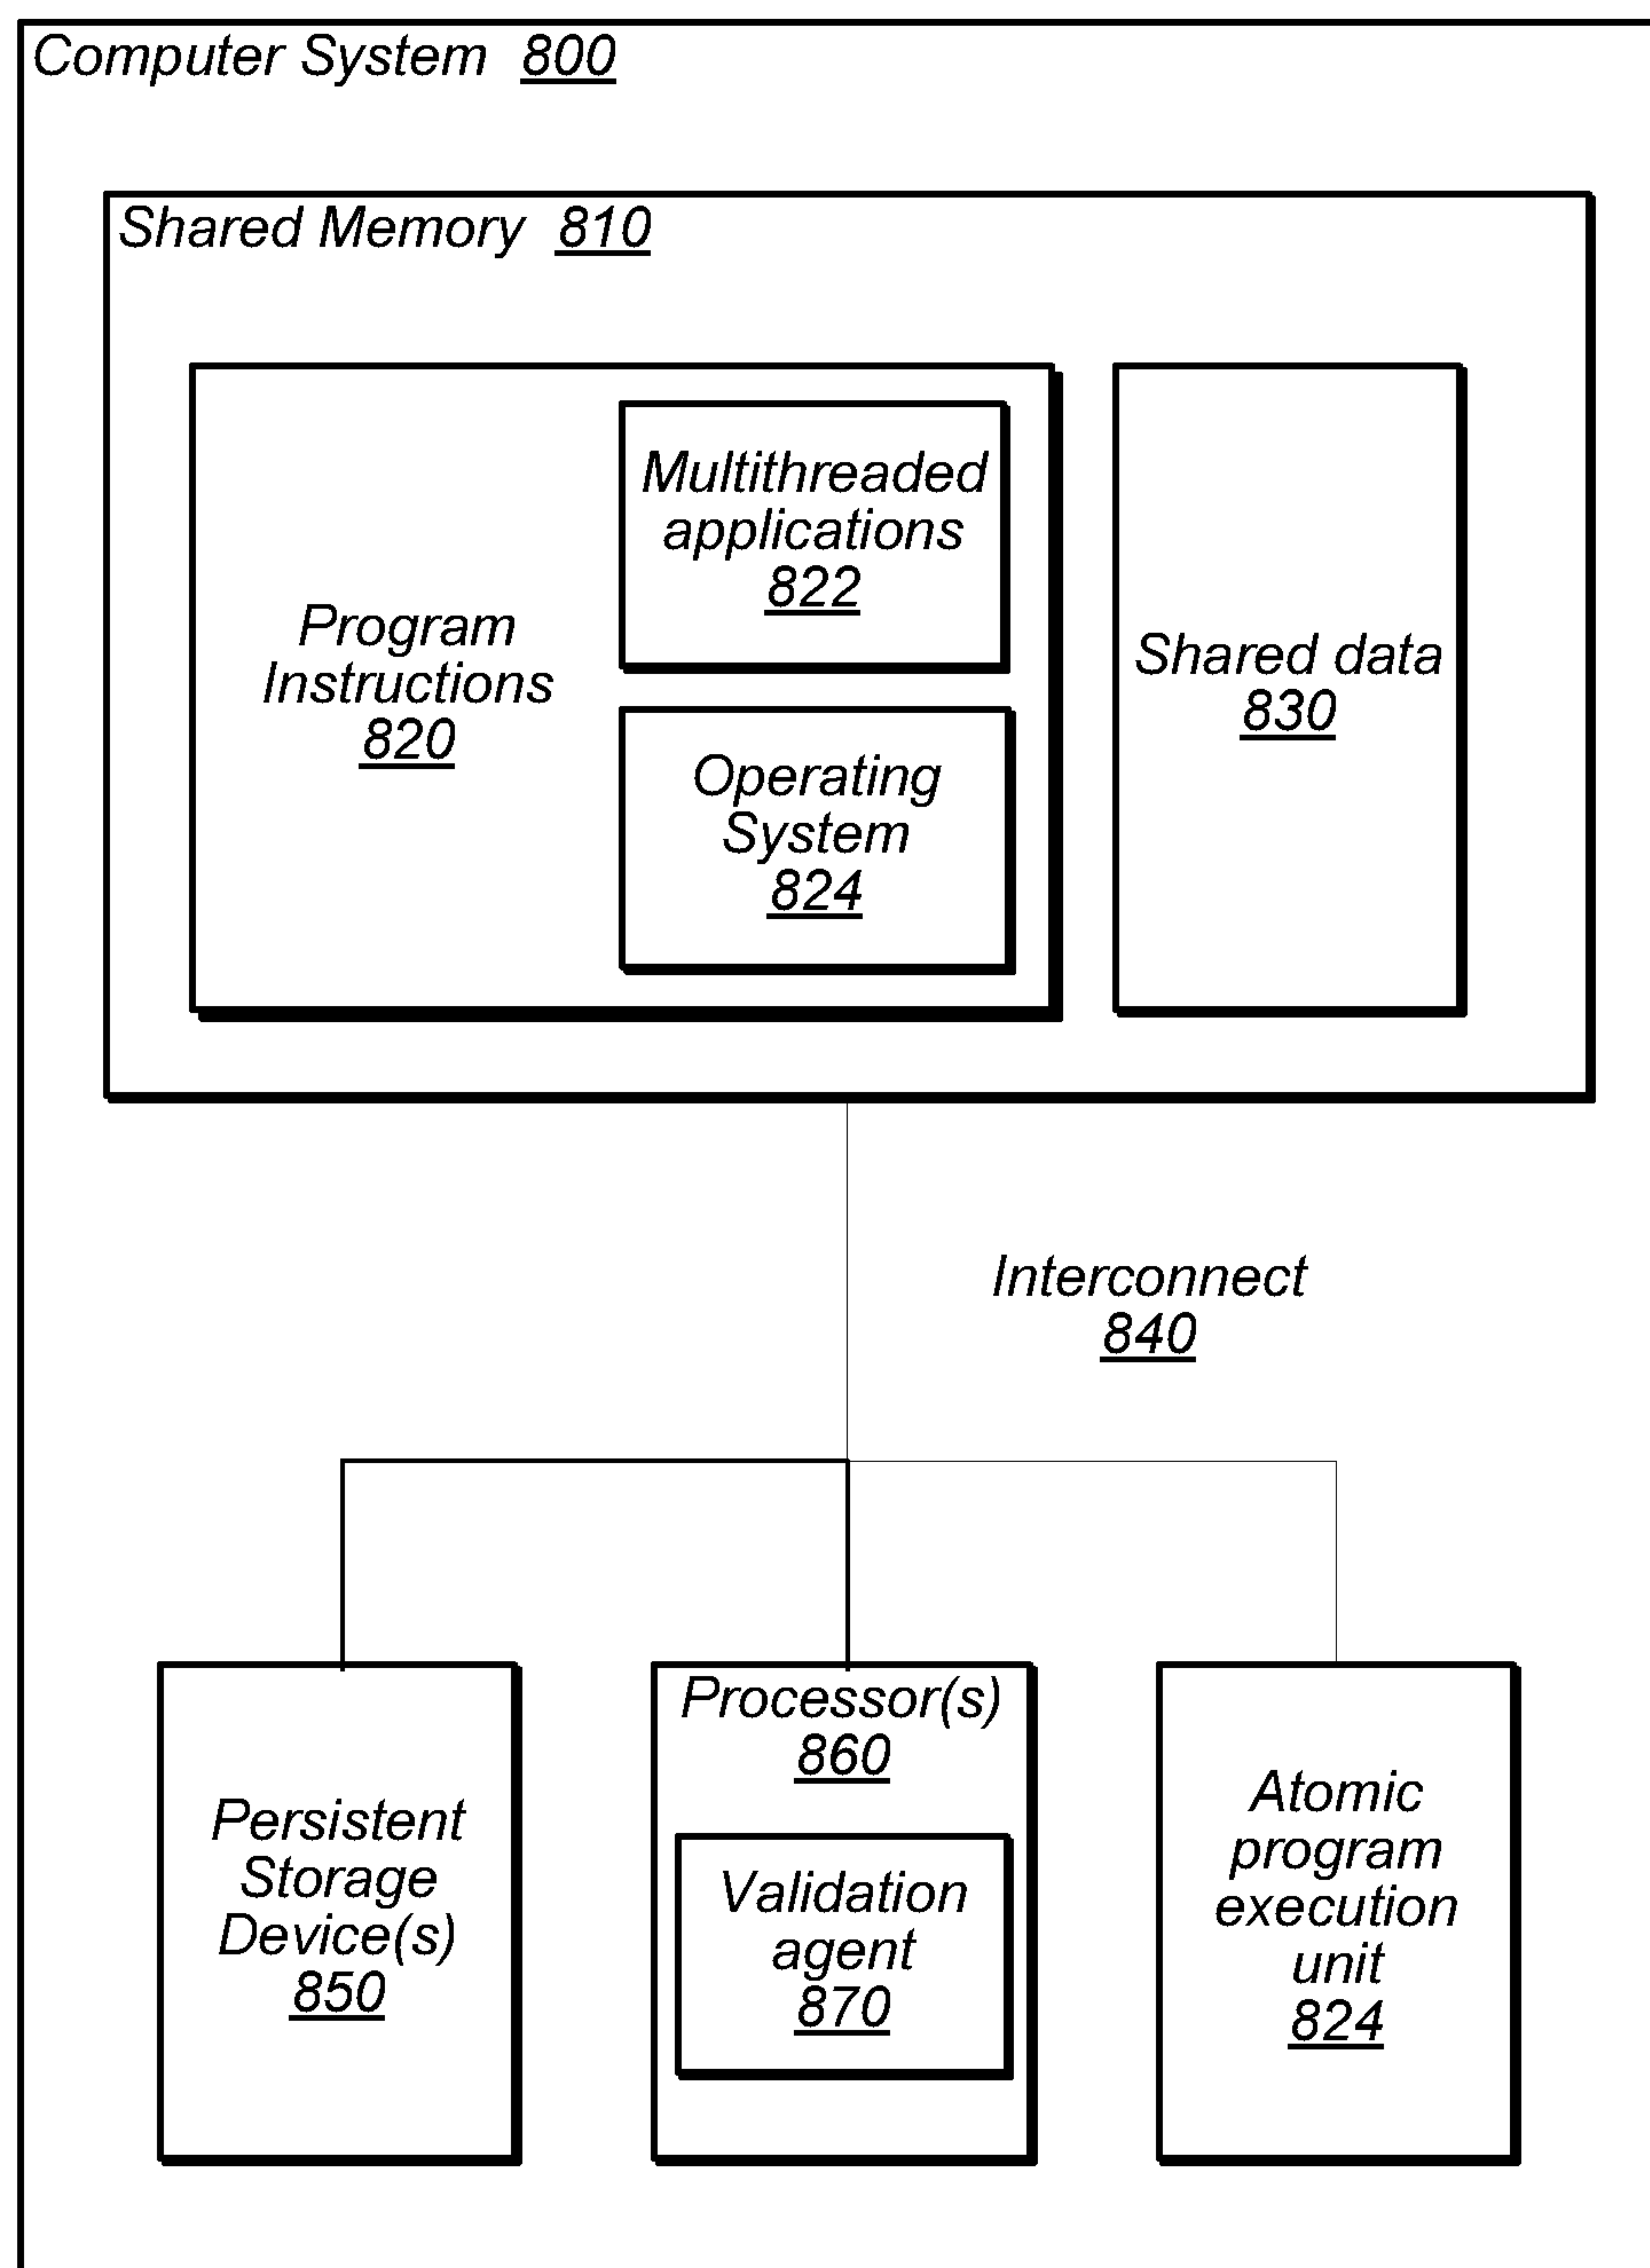 Computer System 800
Shared Memory 810
Program
Instructions
820
Multithreaded
applications
822
Operating
System
824
Shared data
830
Interconnect
840
Persistent
Storage
Device(s)
850
Processor(s)
860
Validation
agent
870
Atomic
program
execution
unit
824